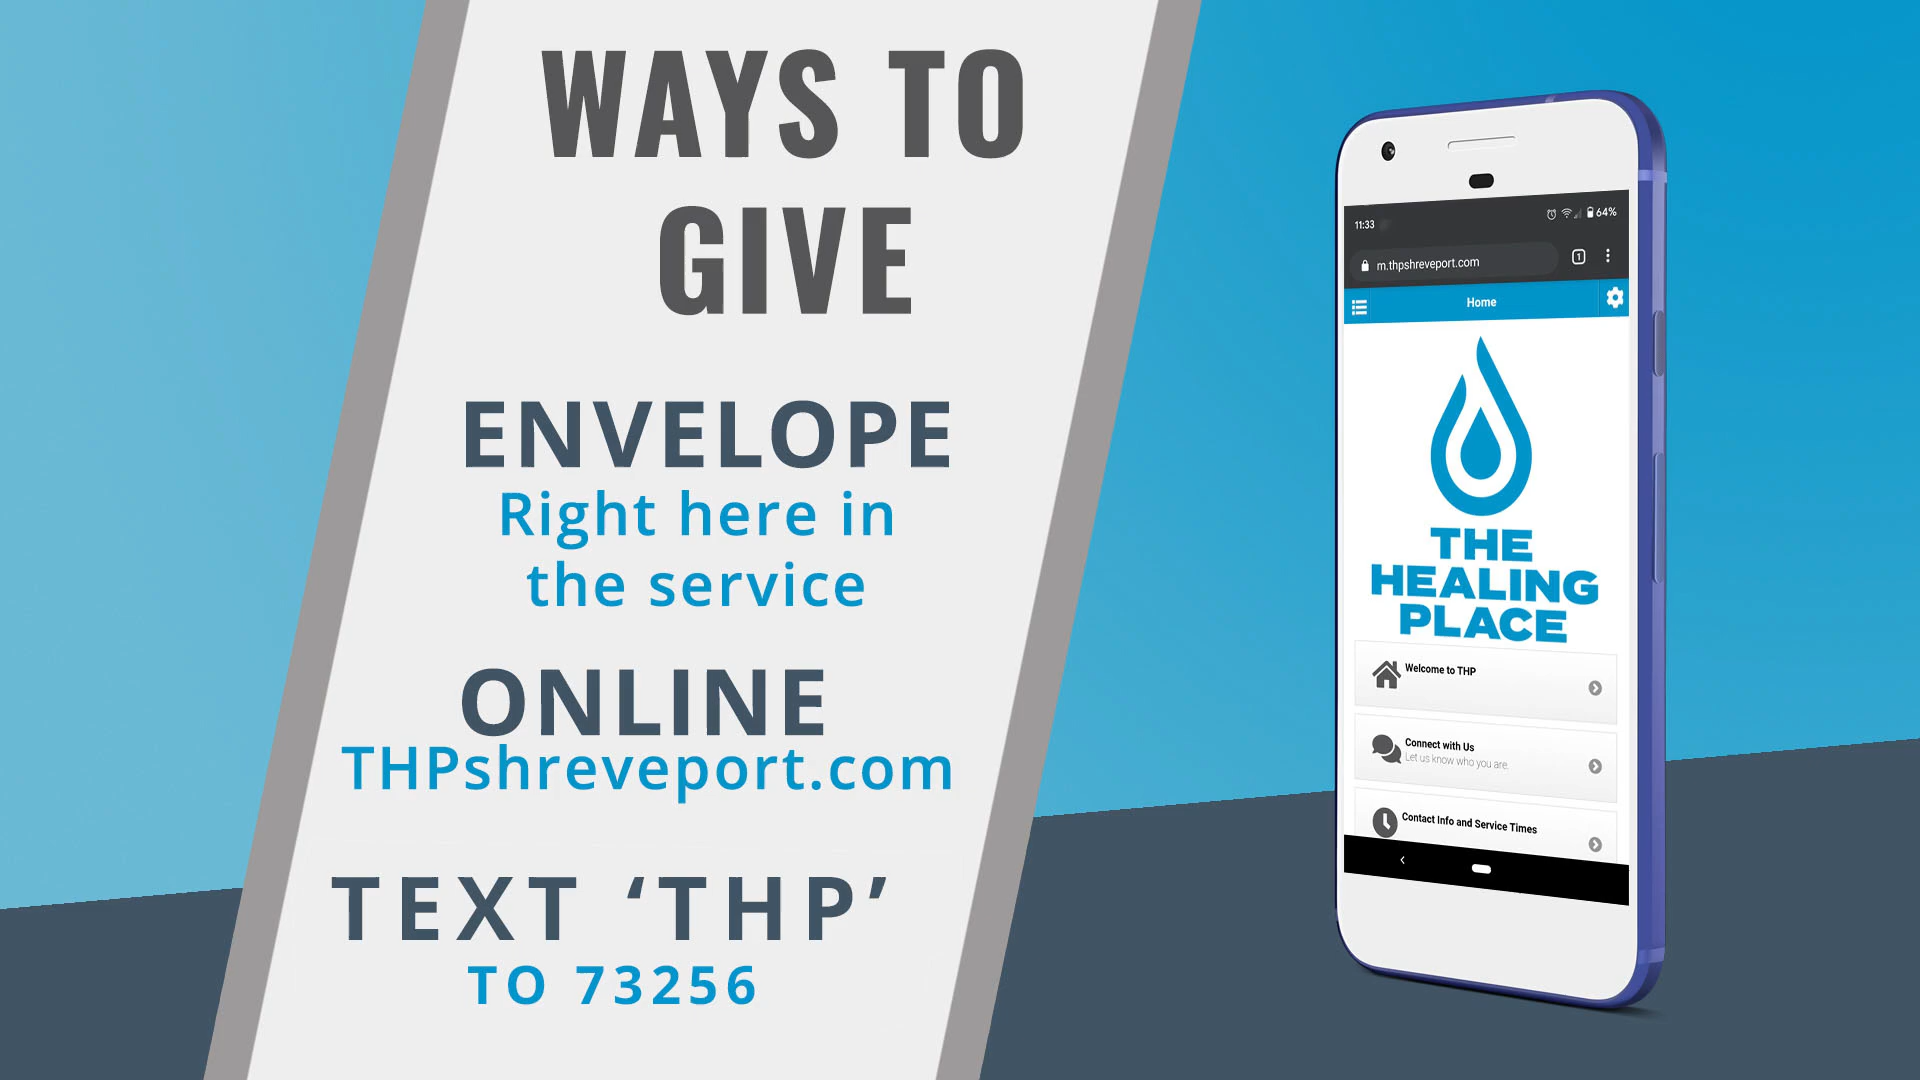 WAYS TO
GIVE
ENVELOPE
Right here in
the service
ONLINE
THPshreveport.com
TEXT ‘THP’
TO 73256
11:33
64%
m.thpshreveport.com
1
Home
THE
HEALING
PLACE
Welcome to THP
Connect with Us
Let us know who you are.
Contact Info and Service Times